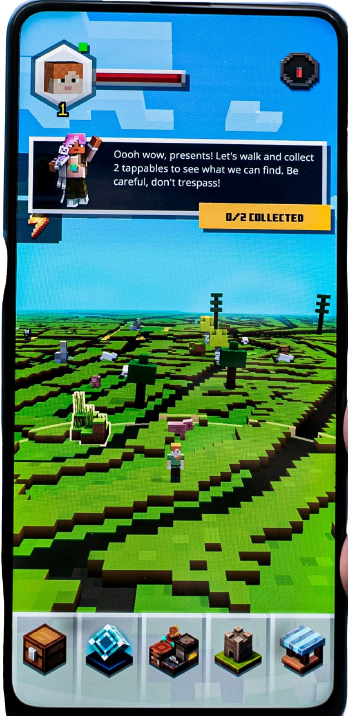 1
Oooh wow, presents! Let's walk and collect
2 tappables to see what we can find. Be
careful, don't trespass!
0/2 COLLECTED